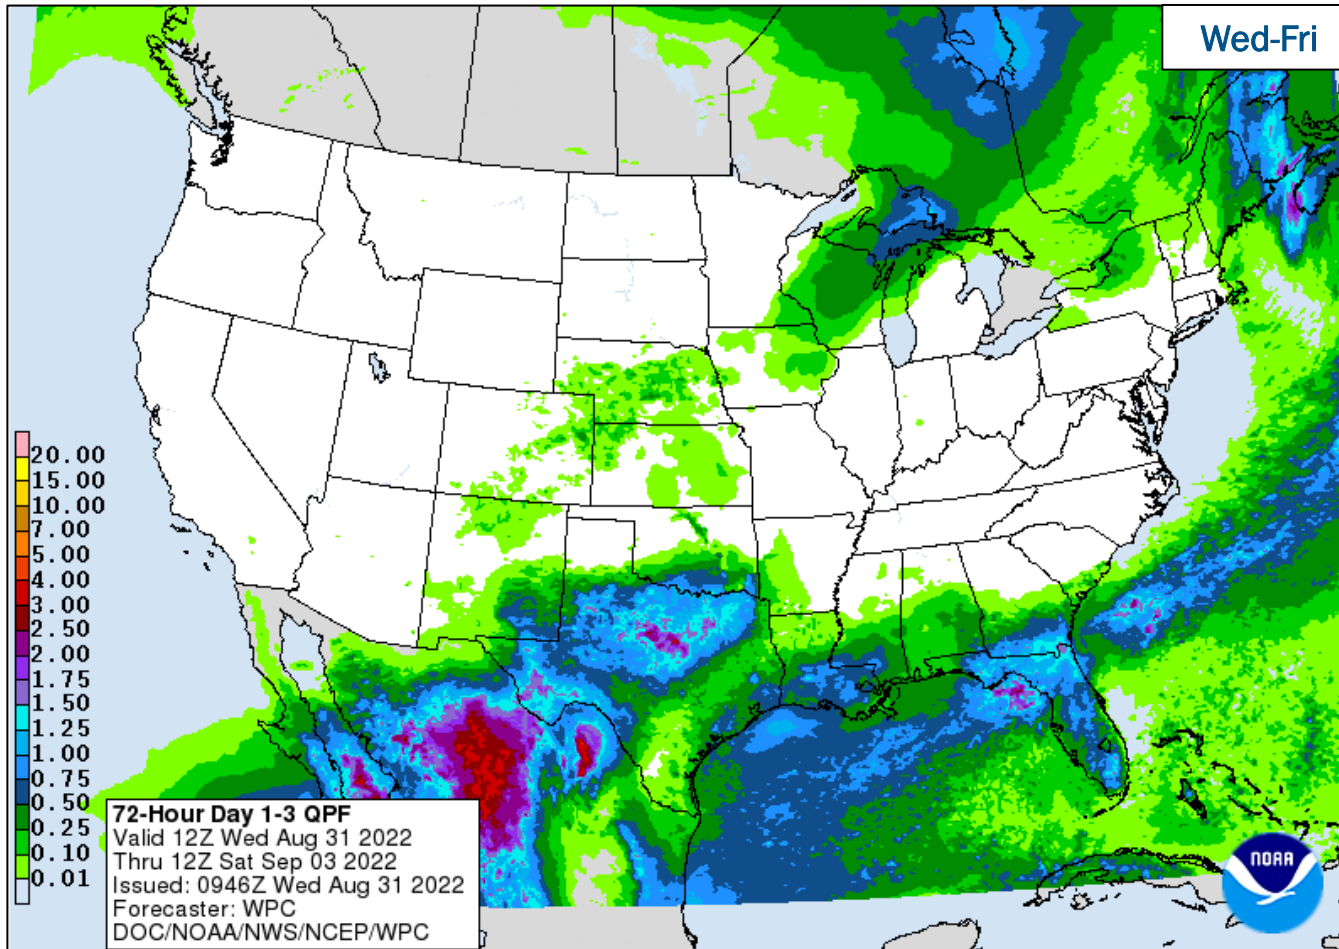 Wed-Fri
20.00
15.00
10.00
7.00
5.00
4.00
3.00
2.50
2.00
1.75
1.50
1.25
1.00
0.75
0.50
0.25
0.10
0.01
72-Hour Day 1-3 QPF
Valid 12Z Wed Aug 31 2022
Thru 12Z Sat Sep 03 2022
Issued: 0946Z Wed Aug 31 2022
Forecaster: WPC
DOC/NOAA/NWS/NCEP/WPC
NOAA